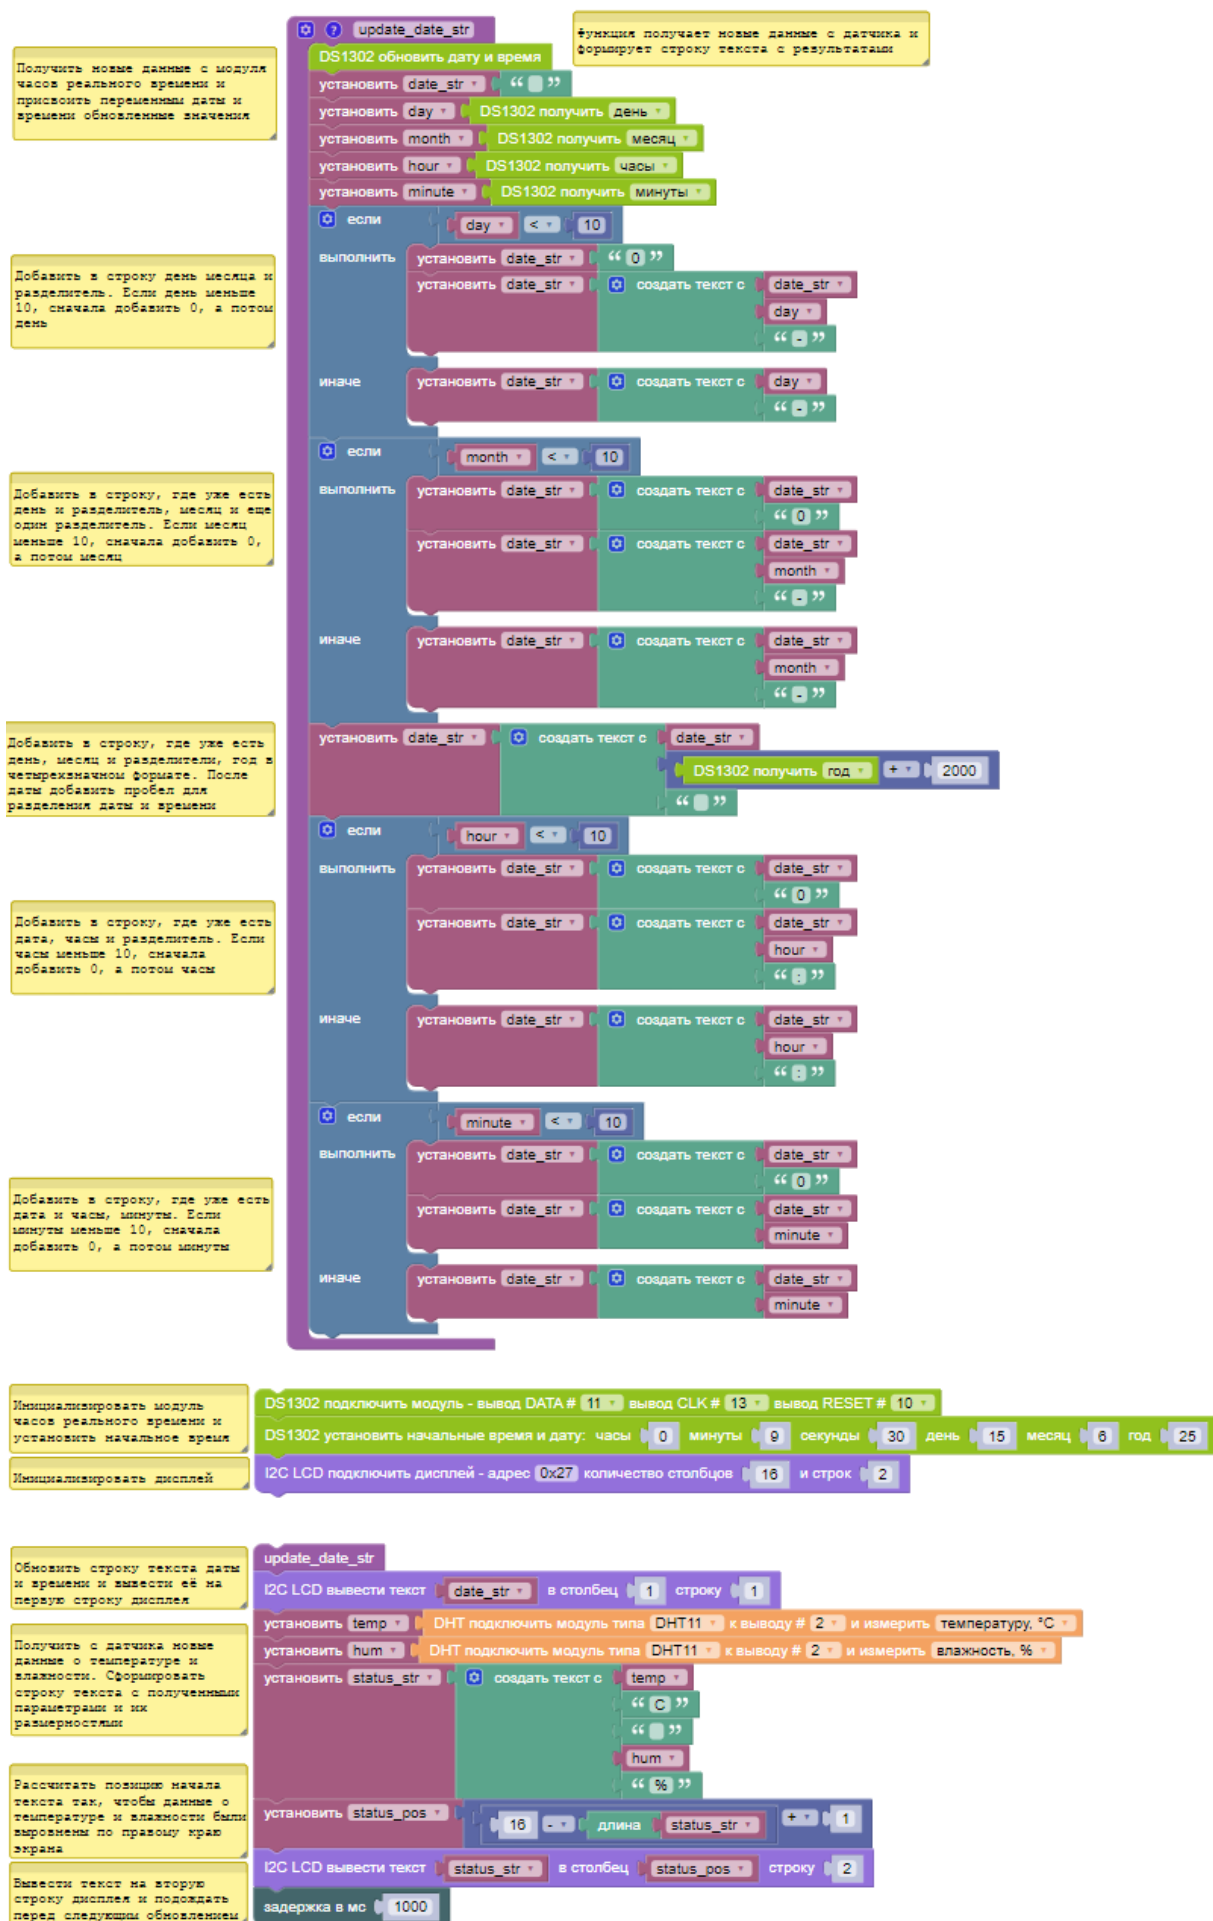 update_date_str
функция получает новые данные с датчика и
формирует строку текста с результатами
Получить новые данные с модуля
часов реального времени и
присвоить переменным даты и
времени обновленные значения
DS1302 обновить дату и время
установить date_str “ ”
установить day DS1302 получить день
установить month DS1302 получить месяц
установить hour DS1302 получить часы
установить minute DS1302 получить минуты
если day < 10
Добавить в строку день месяца и
разделитель. Если день меньше
10, сначала добавить 0, а потом
день
выполнить установить date_str “ 0 ”
установить date_str создать текст с date_str
day
“ - ”
иначе установить date_str создать текст с day
“ - ”
если month < 10
Добавить в строку, где уже есть
день и разделитель, месяц и еще
один разделитель. Если месяц
меньше 10, сначала добавить 0,
а потом месяц
выполнить установить date_str создать текст с date_str
“ 0 ”
установить date_str создать текст с date_str
month
“ - ”
иначе установить date_str создать текст с date_str
month
“ - ”
Добавить в строку, где уже есть
день, месяц и разделители, год в
четырехзначном формате. После
даты добавить пробел для
разделения даты и времени
установить date_str создать текст с date_str
DS1302 получить год + 2000
“ ”
если hour < 10
Добавить в строку, где уже есть
дата, часы и разделитель. Если
часы меньше 10, сначала
добавить 0, а потом часы
выполнить установить date_str создать текст с date_str
“ 0 ”
установить date_str создать текст с date_str
hour
“ : ”
иначе установить date_str создать текст с date_str
hour
“ : ”
если minute < 10
Добавить в строку, где уже есть
дата и часы, минуты. Если
минуты меньше 10, сначала
добавить 0, а потом минуты
выполнить установить date_str создать текст с date_str
“ 0 ”
установить date_str создать текст с date_str
minute
иначе установить date_str создать текст с date_str
minute
Инициализировать модуль
часов реального времени и
установить начальное время
DS1302 подключить модуль - вывод DATA # 11 вывод CLK # 13 вывод RESET # 10
DS1302 установить начальные время и дату: часы 0 минуты 9 секунды 30 день 15 месяц 6 год 25
Инициализировать дисплей
I2C LCD подключить дисплей - адрес 0x27 количество столбцов 16 и строк 2
Обновить строку текста даты
и времени и вывести её на
первую строку дисплея
update_date_str
I2C LCD вывести текст date_str в столбец 1 строку 1
Получить с датчика новые
данные о температуре и
влажности. Сформировать
строку текста с полученными
параметрами и их
размерностями
установить temp DHT подключить модуль типа DHT11 к выводу # 2 и измерить температуру, °C
установить hum DHT подключить модуль типа DHT11 к выводу # 2 и измерить влажность, %
установить status_str создать текст с temp
“ C ”
“ ”
hum
“ % ”
Рассчитать позицию начала
текста так, чтобы данные о
температуре и влажности были
выровнены по правому краю
экрана
установить status_pos 16 - длина status_str + 1
Вывести текст на вторую
строку дисплея и подождать
перед следующим обновлением
I2C LCD вывести текст status_str в столбец status_pos строку 2
задержка в мс 1000